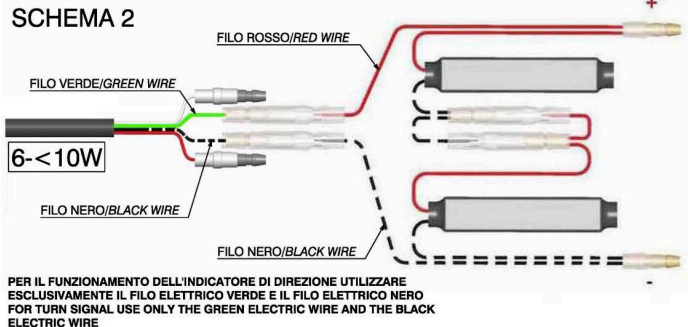 SCHEMA 2
+
FILO ROSSO/RED WIRE
FILO VERDE/GREEN WIRE
6-<10W
FILO NERO/BLACK WIRE
FILO NERO/BLACK WIRE
-
PER IL FUNZIONAMENTO DELL'INDICATORE DI DIREZIONE UTILIZZARE
ESCLUSIVAMENTE IL FILO ELETTRICO VERDE E IL FILO ELETTRICO NERO
FOR TURN SIGNAL USE ONLY THE GREEN ELECTRIC WIRE AND THE BLACK
ELECTRIC WIRE